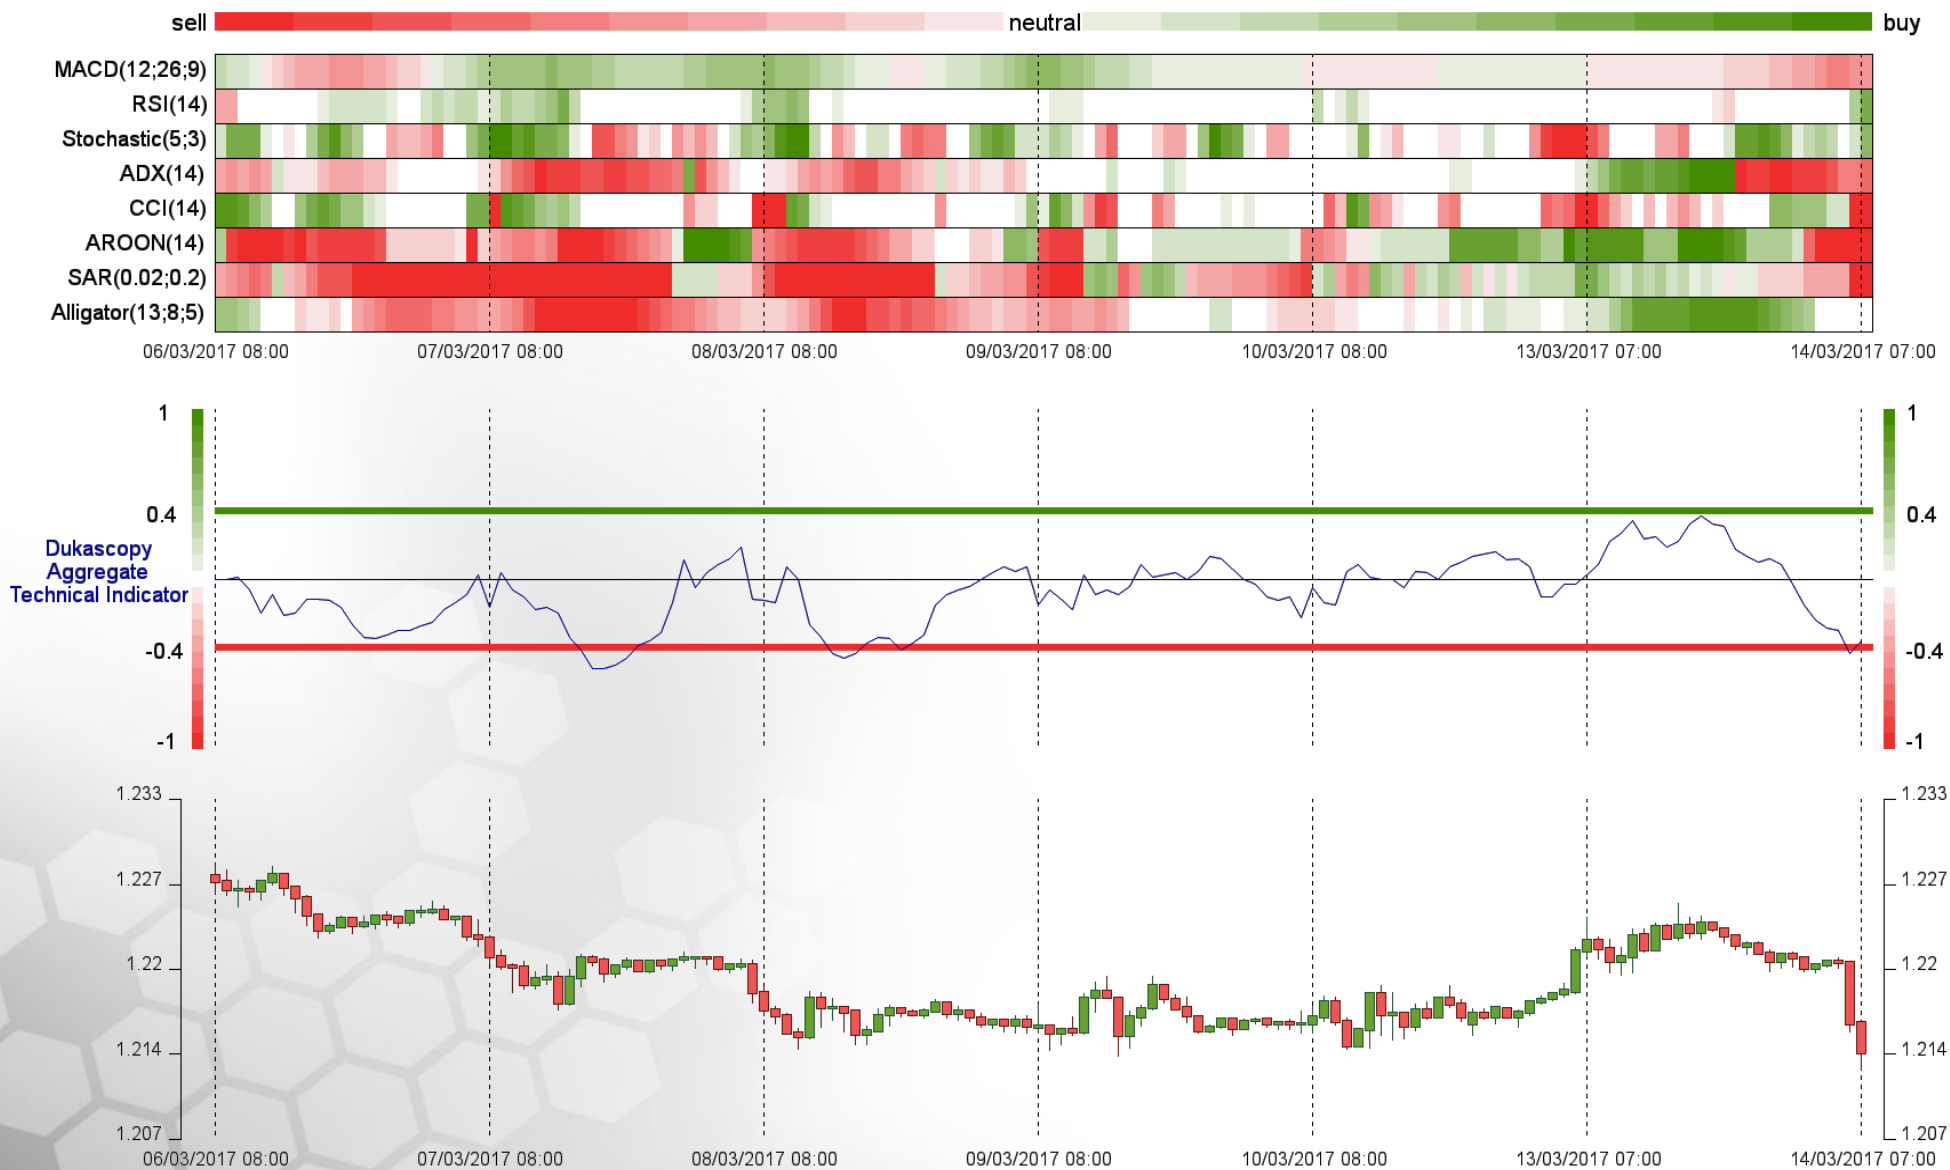 sell neutral buy
MACD(12;26;9)
RSI(14)
Stochastic(5;3)
ADX(14)
CCI(14)
AROON(14)
SAR(0.02;0.2)
Alligator(13;8;5)
06/03/2017 08:00 07/03/2017 08:00 08/03/2017 08:00 09/03/2017 08:00 10/03/2017 08:00 13/03/2017 07:00 14/03/2017 07:00
1 1
0.4 0.4
Dukascopy
Aggregate
Technical Indicator
-0.4 -0.4
-1 -1
1.233 1.233
1.227 1.227
1.22 1.22
1.214 1.214
1.207 1.207
06/03/2017 08:00 07/03/2017 08:00 08/03/2017 08:00 09/03/2017 08:00 10/03/2017 08:00 13/03/2017 07:00 14/03/2017 07:00